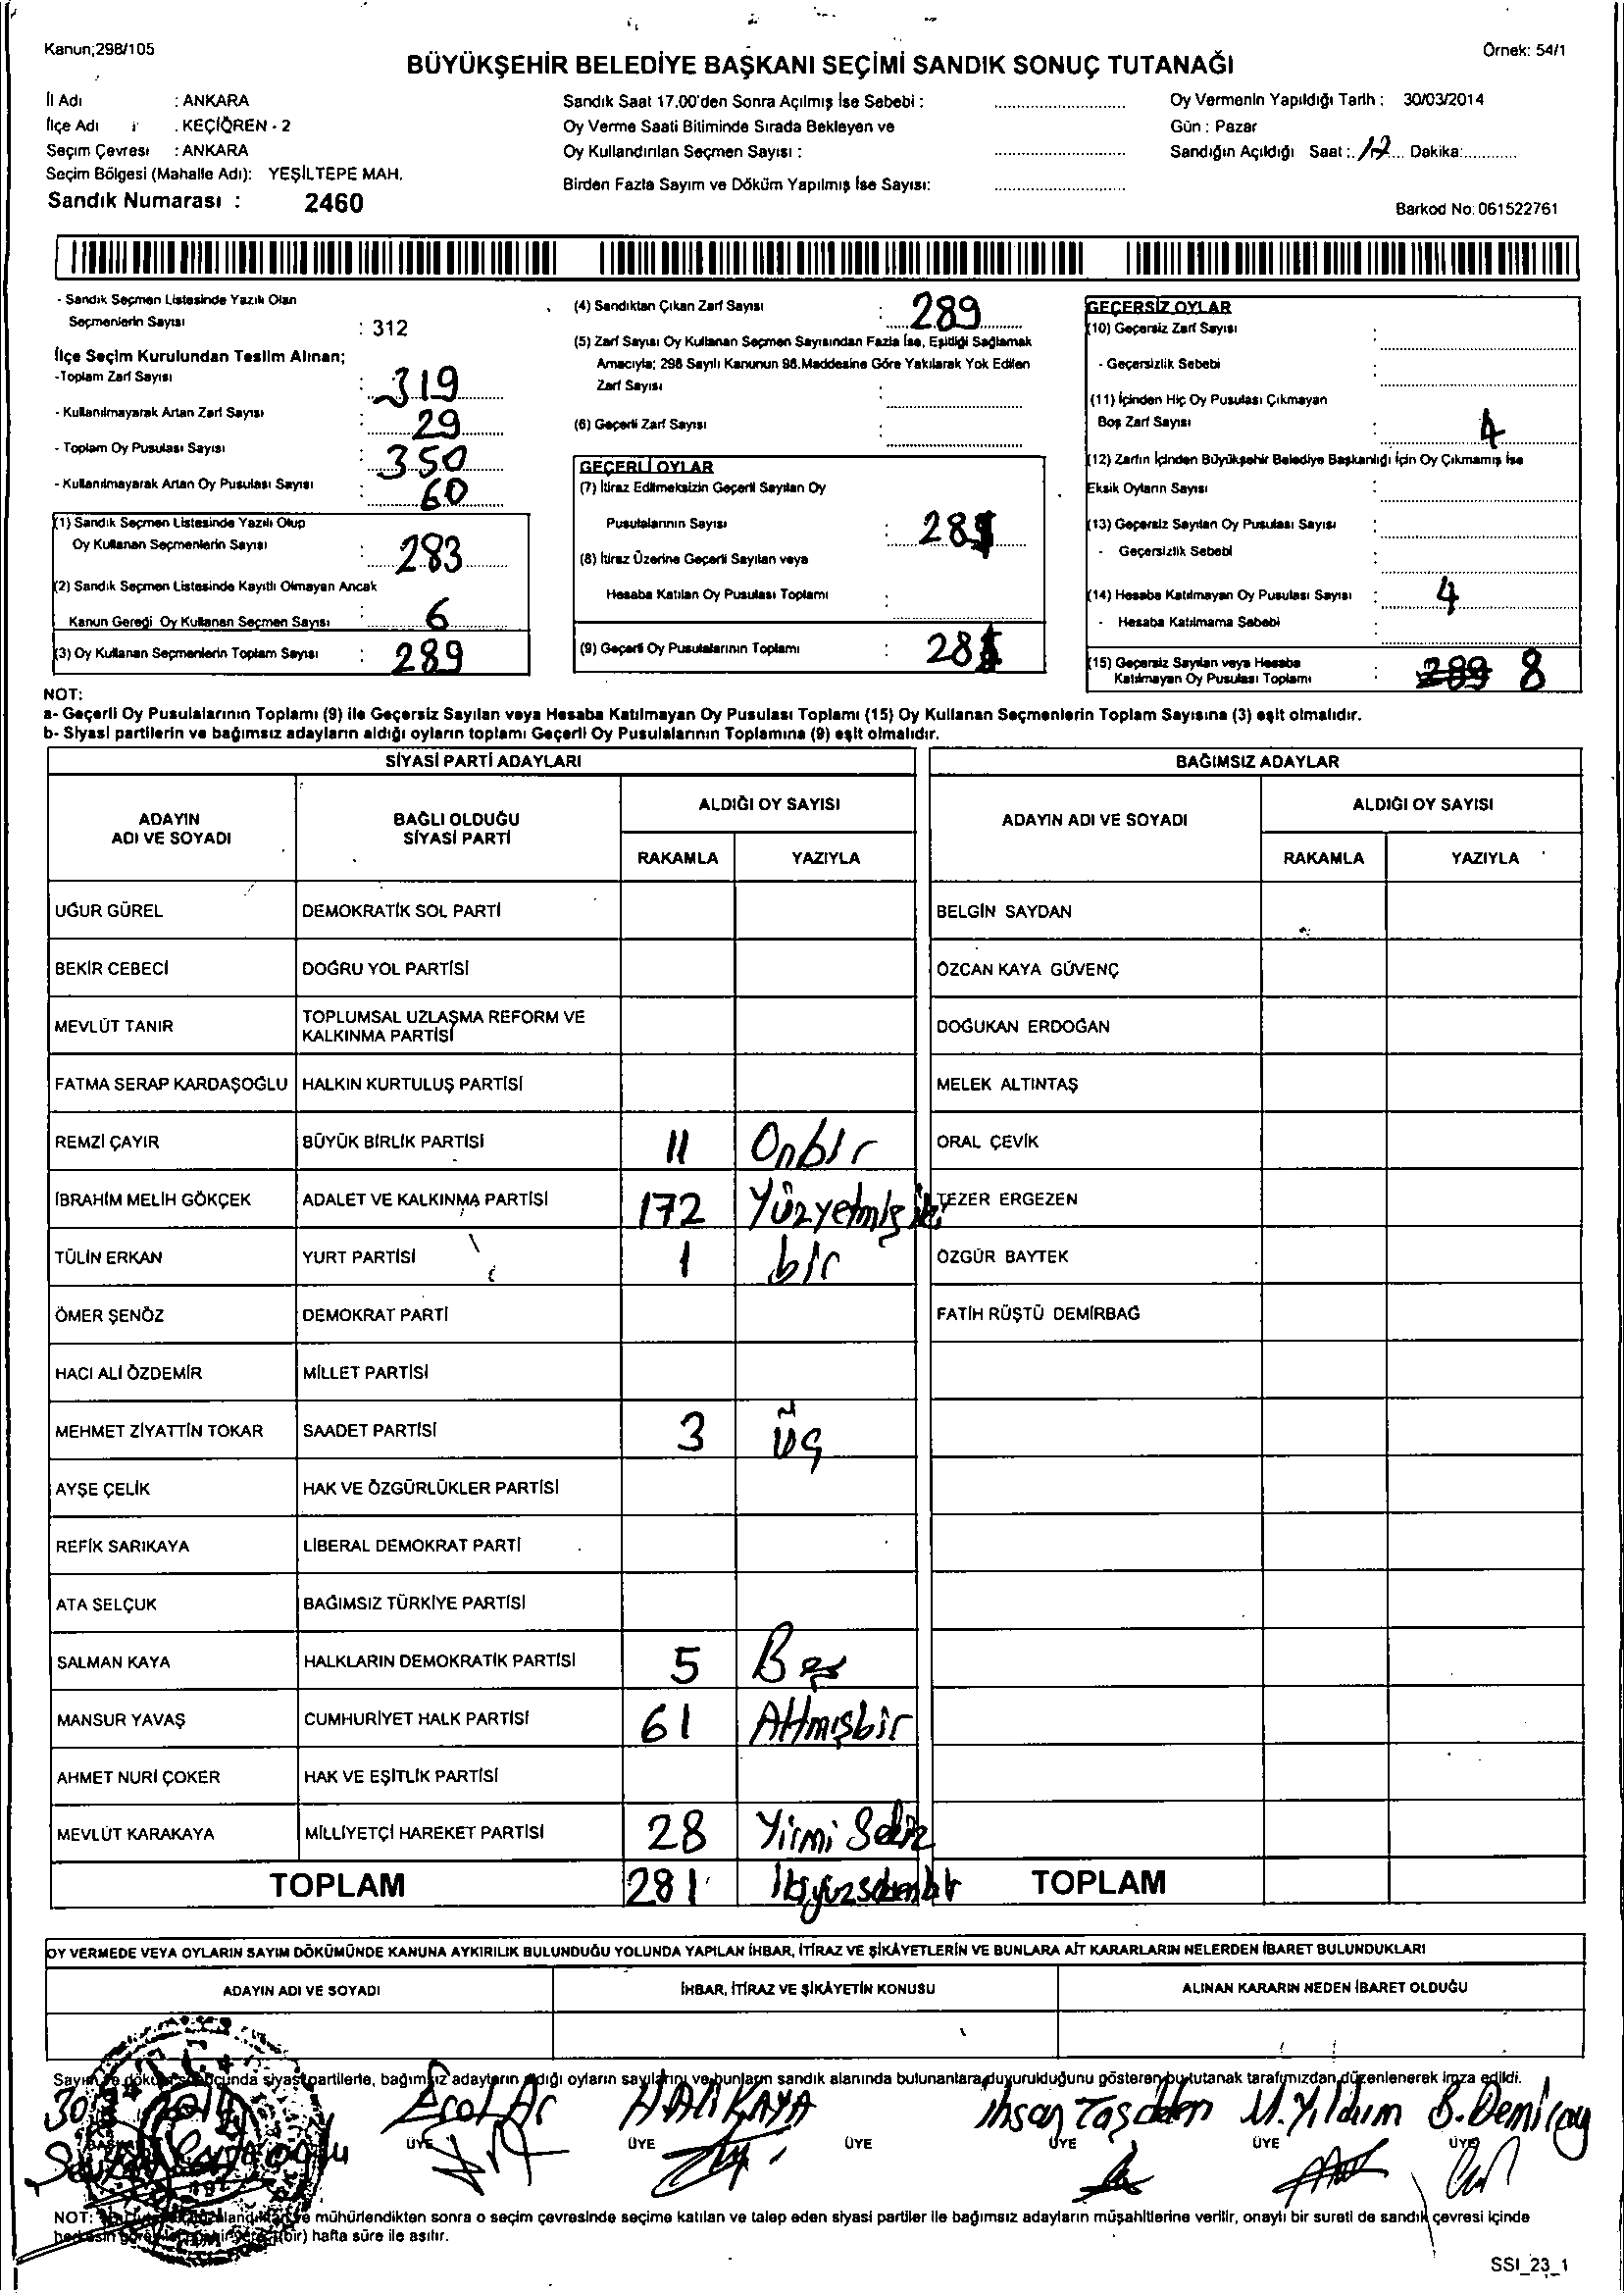 Kanun;298/105
Örnek: 54/1
BÜYÜKŞEHİR BELEDİYE BAŞKANI SEÇİMİ SANDIK SONUÇ TUTANAĞI
İl Adı : ANKARA
İlçe Adı : KEÇİÖREN - 2
Seçim Çevresi : ANKARA
Seçim Bölgesi (Mahalle Adı): YEŞİLTEPE MAH.
Sandık Numarası : 2460
Sandık Saat 17.00'den Sonra Açılmış İse Sebebi :
Oy Verme Saati Bitiminde Sırada Bekleyen ve
Oy Kullandırılan Seçmen Sayısı :
Birden Fazla Sayım ve Döküm Yapılmış İse Sayısı:
Oy Vermenin Yapıldığı Tarih : 30/03/2014
Gün : Pazar
Sandığın Açıldığı Saat : 17 Dakika:
Barkod No: 061522761
- Sandık Seçmen Listesinde Yazılı Olan
Seçmenlerin Sayısı : 312
İlçe Seçim Kurulundan Teslim Alınan;
-Toplam Zarf Sayısı : 319
- Kullanılmayarak Artan Zarf Sayısı : 29
- Toplam Oy Pusulası Sayısı : 350
- Kullanılmayarak Artan Oy Pusulası Sayısı : 60
(1) Sandık Seçmen Listesinde Yazılı Olup
Oy Kullanan Seçmenlerin Sayısı : 283
(2) Sandık Seçmen Listesinde Kayıtlı Olmayan Ancak
Kanun Gereği Oy Kullanan Seçmen Sayısı : 6
(3) Oy Kullanan Seçmenlerin Toplam Sayısı : 289
(4) Sandıktan Çıkan Zarf Sayısı : 289
(5) Zarf Sayısı Oy Kullanan Seçmen Sayısından Fazla İse, Eşitliği Sağlamak
Amacıyla; 298 Sayılı Kanunun 98.Maddesine Göre Yakılarak Yok Edilen
Zarf Sayısı :
(6) Geçerli Zarf Sayısı :
GEÇERLİ OYLAR
(7) İtiraz Edilmeksizin Geçerli Sayılan Oy
Pusulalarının Sayısı : 281
(8) İtiraz Üzerine Geçerli Sayılan veya
Hesaba Katılan Oy Pusulası Toplamı :
(9) Geçerli Oy Pusulalarının Toplamı : 281
GEÇERSİZ OYLAR
(10) Geçersiz Zarf Sayısı :
- Geçersizlik Sebebi :
(11) İçinden Hiç Oy Pusulası Çıkmayan
Boş Zarf Sayısı : 4
(12) Zarfın İçinden Büyükşehir Belediye Başkanlığı İçin Oy Çıkmamış İse
Eksik Oyların Sayısı :
(13) Geçersiz Sayılan Oy Pusulası Sayısı :
- Geçersizlik Sebebi :
(14) Hesaba Katılmayan Oy Pusulası Sayısı : 4
- Hesaba Katılmama Sebebi :
(15) Geçersiz Sayılan veya Hesaba
Katılmayan Oy Pusulası Toplamı : 289 8
NOT:
a- Geçerli Oy Pusulalarının Toplamı (9) ile Geçersiz Sayılan veya Hesaba Katılmayan Oy Pusulası Toplamı (15) Oy Kullanan Seçmenlerin Toplam Sayısına (3) eşit olmalıdır.
b- Siyasi partilerin ve bağımsız adayların aldığı oyların toplamı Geçerli Oy Pusulalarının Toplamına (9) eşit olmalıdır.
SİYASİ PARTİ ADAYLARI
BAĞIMSIZ ADAYLAR
ADAYIN ADI VE SOYADI
BAĞLI OLDUĞU SİYASİ PARTİ
ALDIĞI OY SAYISI
RAKAMLA YAZIYLA
ADAYIN ADI VE SOYADI
ALDIĞI OY SAYISI
RAKAMLA YAZIYLA
UĞUR GÜREL DEMOKRATİK SOL PARTİ BELGİN SAYDAN
BEKİR CEBECİ DOĞRU YOL PARTİSİ ÖZCAN KAYA GÜVENÇ
MEVLÜT TANIR TOPLUMSAL UZLAŞMA REFORM VE KALKINMA PARTİSİ DOĞUKAN ERDOĞAN
FATMA SERAP KARDAŞOĞLU HALKIN KURTULUŞ PARTİSİ MELEK ALTINTAŞ
REMZİ ÇAYIR BÜYÜK BİRLİK PARTİSİ 11 Onbir ORAL ÇEVİK
İBRAHİM MELİH GÖKÇEK ADALET VE KALKINMA PARTİSİ 172 Yüzyetmiş iki TEZER ERGEZEN
TÜLİN ERKAN YURT PARTİSİ 1 bir ÖZGÜR BAYTEK
ÖMER ŞENÖZ DEMOKRAT PARTİ FATİH RÜŞTÜ DEMİRBAĞ
HACI ALİ ÖZDEMİR MİLLET PARTİSİ
MEHMET ZİYATTİN TOKAR SAADET PARTİSİ 3 üç
AYŞE ÇELİK HAK VE ÖZGÜRLÜKLER PARTİSİ
REFİK SARIKAYA LİBERAL DEMOKRAT PARTİ
ATA SELÇUK BAĞIMSIZ TÜRKİYE PARTİSİ
SALMAN KAYA HALKLARIN DEMOKRATİK PARTİSİ 5 Beş
MANSUR YAVAŞ CUMHURİYET HALK PARTİSİ 61 Altmışbir
AHMET NURİ ÇOKER HAK VE EŞİTLİK PARTİSİ
MEVLÜT KARAKAYA MİLLİYETÇİ HAREKET PARTİSİ 28 Yirmi Sekiz
TOPLAM 281 İkiyüzseksenbir TOPLAM
OY VERMEDE VEYA OYLARIN SAYIM DÖKÜMÜNDE KANUNA AYKIRILIK BULUNDUĞU YOLUNDA YAPILAN İHBAR, İTİRAZ VE ŞİKÂYETLERİN VE BUNLARA AİT KARARLARIN NELERDEN İBARET BULUNDUKLARI
ADAYIN ADI VE SOYADI İHBAR, İTİRAZ VE ŞİKÂYETİN KONUSU ALINAN KARARIN NEDEN İBARET OLDUĞU
Sayım ve döküm sonucunda siyasi partilerle, bağımsız adayların aldığı oyların sayılarını ve bunların sandık alanında bulunanlara duyurulduğunu gösteren bu tutanak tarafımızdan düzenlenerek imza edildi.
Erol Ar HAKKAYA İhsan Taşdelen M. Yıldırım B. Demiray
ÜYE ÜYE ÜYE ÜYE ÜYE ÜYE
NOT: mühürlendikten sonra o seçim çevresinde seçime katılan ve talep eden siyasi partiler ile bağımsız adayların müşahitlerine verilir, onaylı bir sureti de sandık çevresi içinde
(bir) hafta süre ile asılır.
SSI_23_1